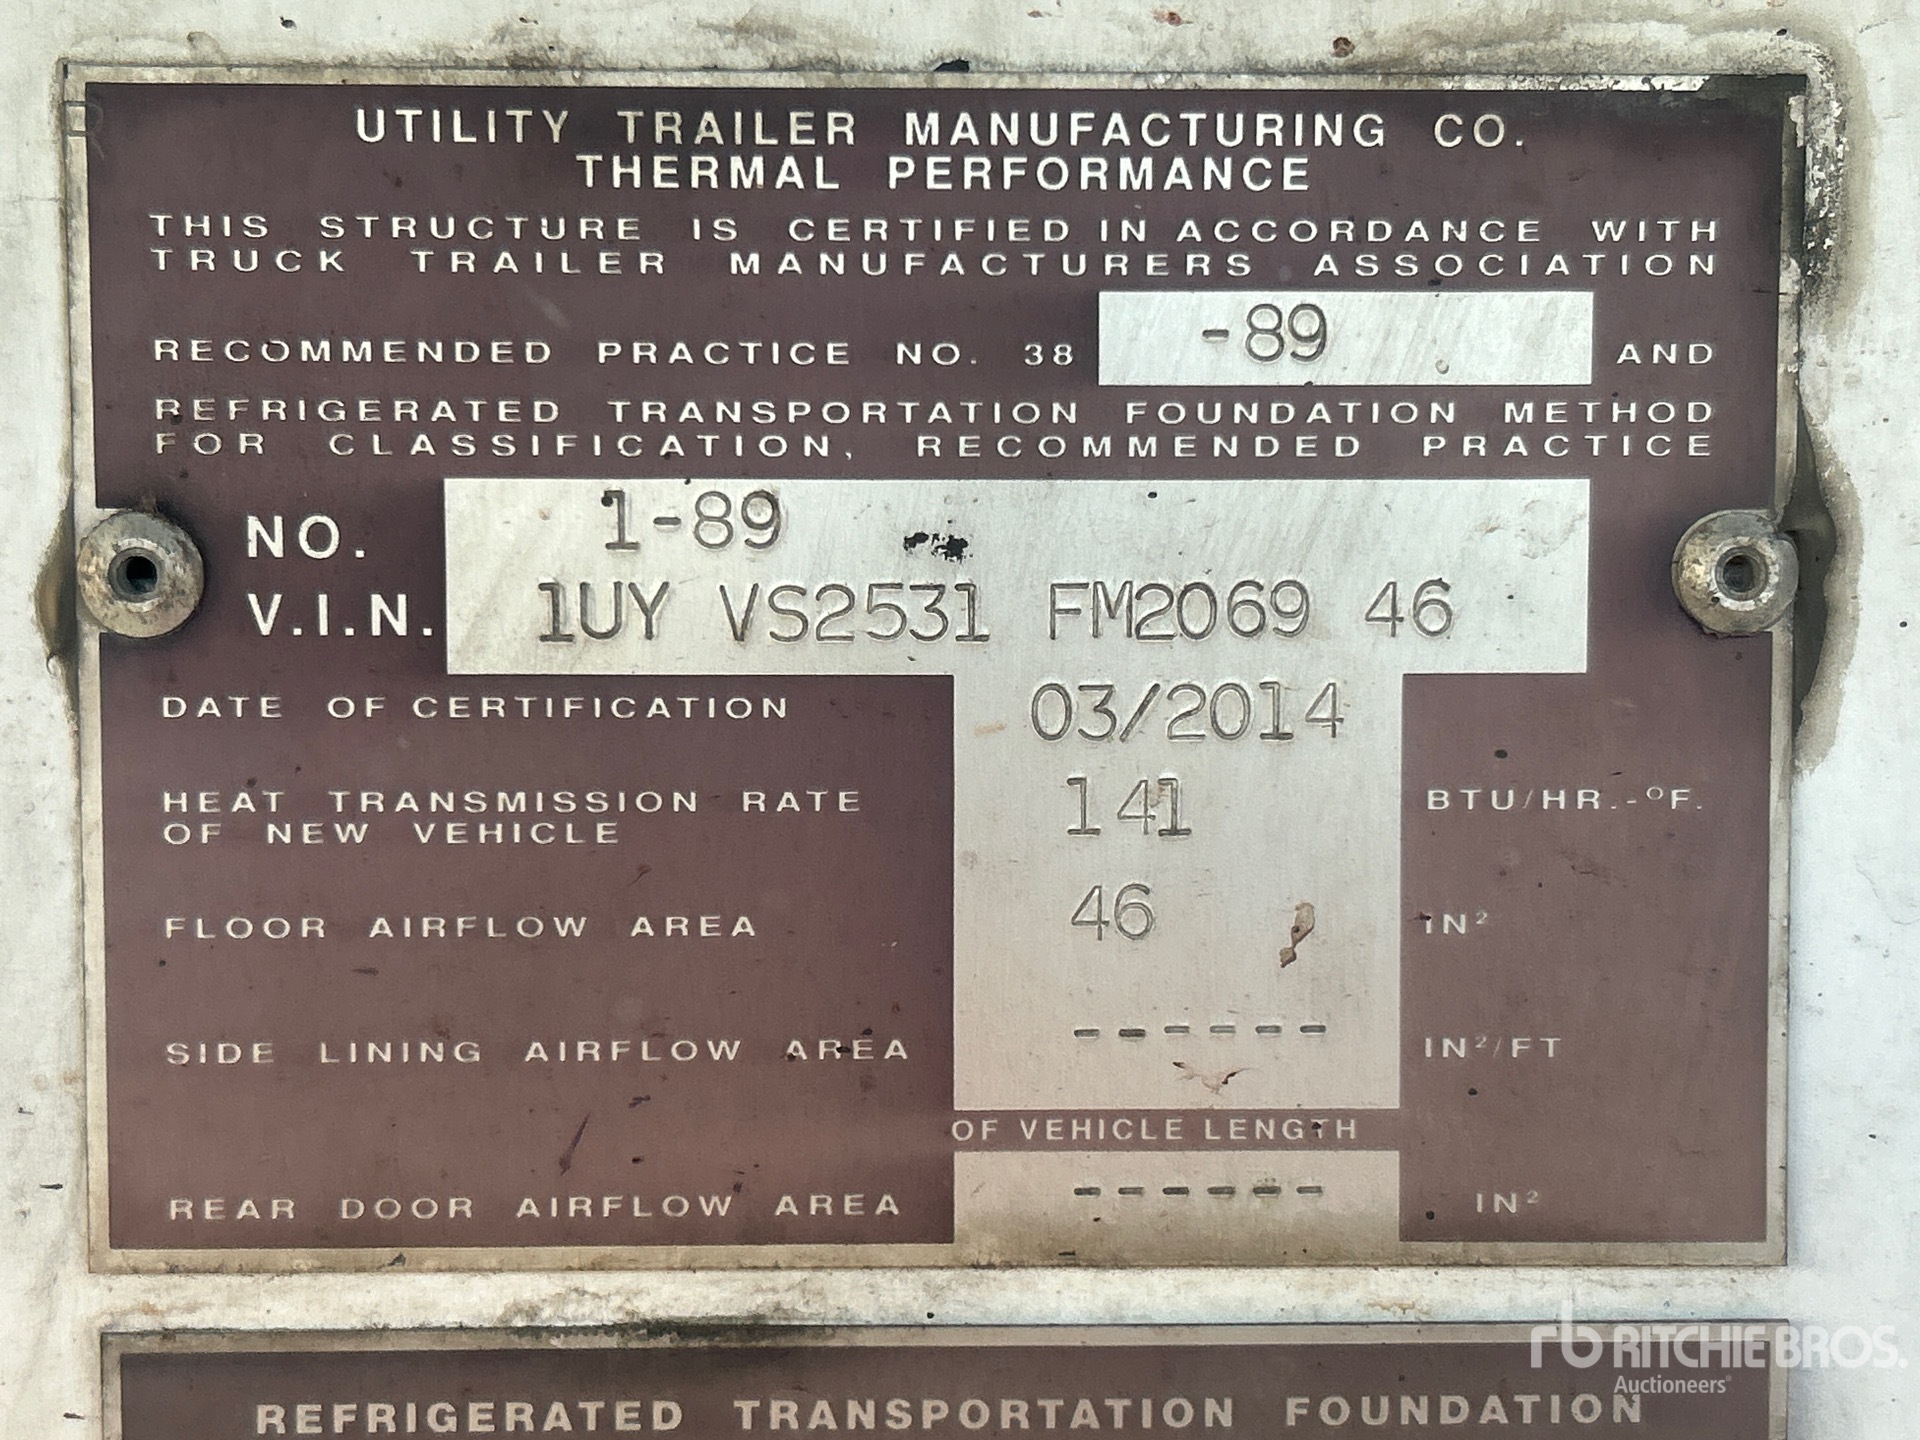 UTILITY TRAILER MANUFACTURING CO.
THERMAL PERFORMANCE
THIS STRUCTURE IS CERTIFIED IN ACCORDANCE WITH
TRUCK TRAILER MANUFACTURERS ASSOCIATION
RECOMMENDED PRACTICE NO. 38 -89 AND
REFRIGERATED TRANSPORTATION FOUNDATION METHOD
FOR CLASSIFICATION, RECOMMENDED PRACTICE
NO. 1-89
V.I.N. 1UY VS2531 FM2069 46
DATE OF CERTIFICATION 03/2014
HEAT TRANSMISSION RATE
OF NEW VEHICLE 141 BTU/HR.-°F.
FLOOR AIRFLOW AREA 46 IN²
SIDE LINING AIRFLOW AREA ------ IN²/FT
OF VEHICLE LENGTH
REAR DOOR AIRFLOW AREA ------ IN²
rb RITCHIE BROS.
Auctioneers®
REFRIGERATED TRANSPORTATION FOUNDATION